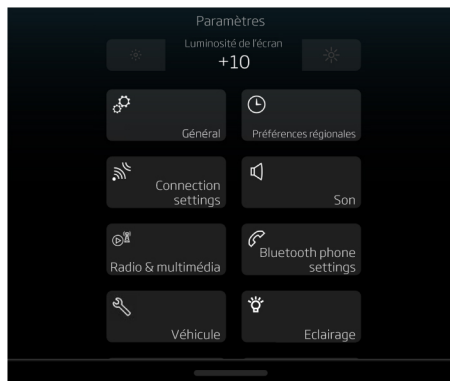 Paramètres
Luminosité de l'écran
+10
Général
Préférences régionales
Connection
settings
Son
Radio & multimédia
Bluetooth phone
settings
Véhicule
Eclairage